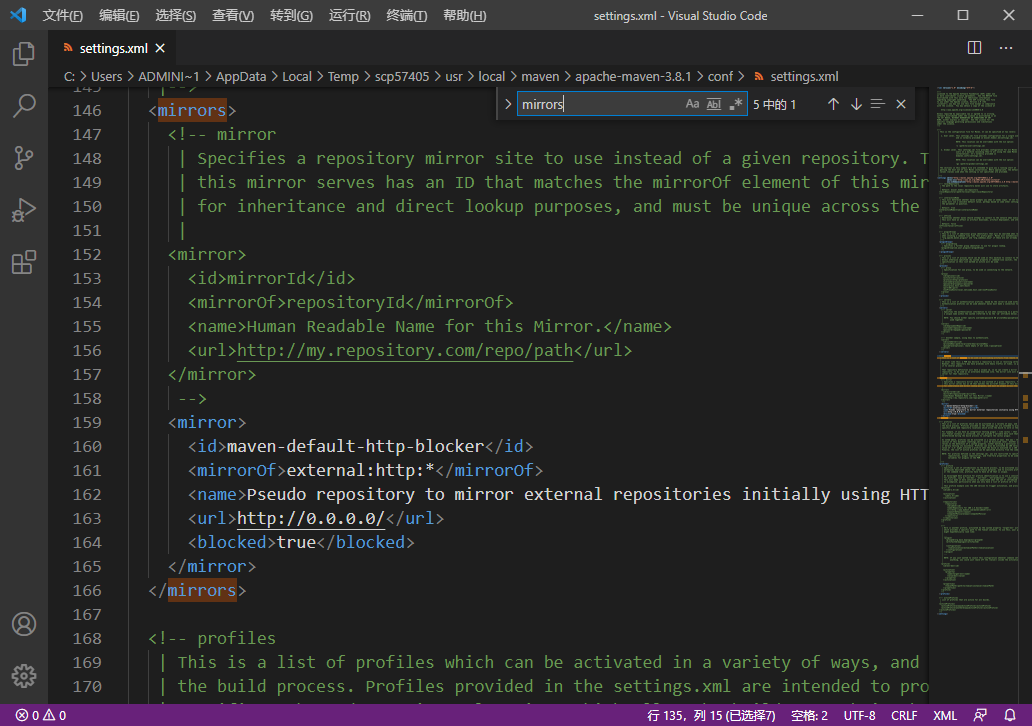 文件(F) 编辑(E) 选择(S) 查看(V) 转到(G) 运行(R) 终端(T) 帮助(H) settings.xml - Visual Studio Code
settings.xml
C: > Users > ADMINI~1 > AppData > Local > Temp > scp57405 > usr > local > maven > apache-maven-3.8.1 > conf > settings.xml
mirrors Aa Abl .* 5 中的 1
145 |-->
146 <mirrors>
147 <!-- mirror
148 | Specifies a repository mirror site to use instead of a given repository. T
149 | this mirror serves has an ID that matches the mirrorOf element of this mir
150 | for inheritance and direct lookup purposes, and must be unique across the
151 |
152 <mirror>
153 <id>mirrorId</id>
154 <mirrorOf>repositoryId</mirrorOf>
155 <name>Human Readable Name for this Mirror.</name>
156 <url>http://my.repository.com/repo/path</url>
157 </mirror>
158 -->
159 <mirror>
160 <id>maven-default-http-blocker</id>
161 <mirrorOf>external:http:*</mirrorOf>
162 <name>Pseudo repository to mirror external repositories initially using HTT
163 <url>http://0.0.0.0/</url>
164 <blocked>true</blocked>
165 </mirror>
166 </mirrors>
167
168 <!-- profiles
169 | This is a list of profiles which can be activated in a variety of ways, and
170 | the build process. Profiles provided in the settings.xml are intended to pro
0 0 行 135，列 15 (已选择7) 空格: 2 UTF-8 CRLF XML